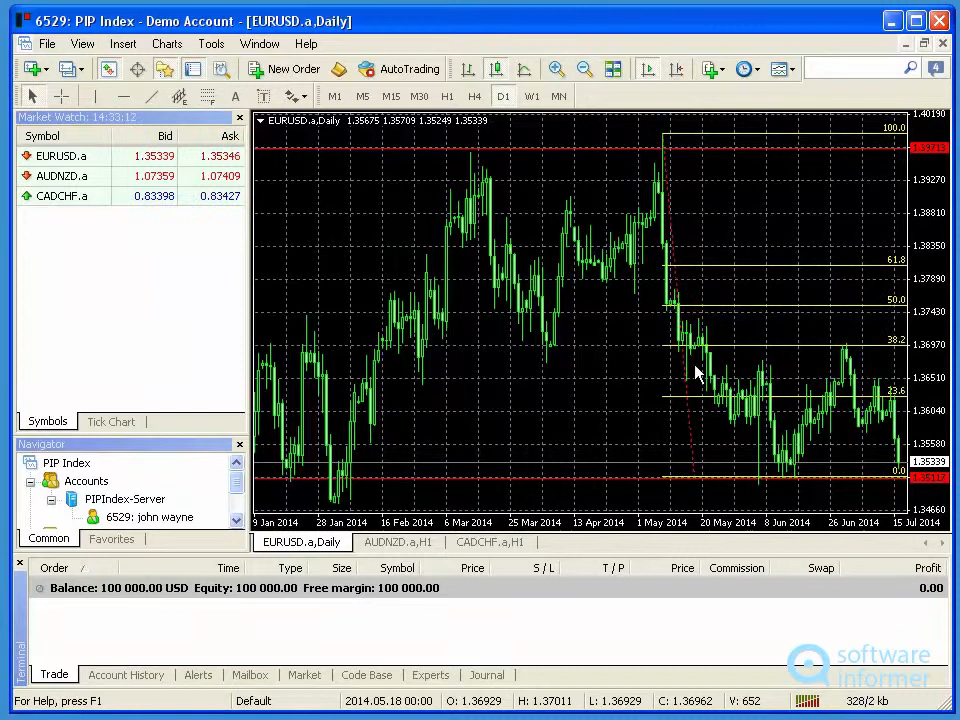 6529: PIP Index - Demo Account - [EURUSD.a,Daily]
File View Insert Charts Tools Window Help
New Order AutoTrading 4
A T M1 M5 M15 M30 H1 H4 D1 W1 MN
Market Watch: 14:33:12
Symbol Bid Ask
EURUSD.a 1.35339 1.35346
AUDNZD.a 1.07359 1.07409
CADCHF.a 0.83398 0.83427
Symbols Tick Chart
Navigator
PIP Index
Accounts
PIPIndex-Server
6529: john wayne
Common Favorites
EURUSD.a,Daily 1.35675 1.35709 1.35249 1.35339
100.0
61.8
50.0
38.2
23.6
0.0
1.40190
1.39713
1.39270
1.38810
1.38350
1.37890
1.37430
1.36970
1.36510
1.36040
1.35580
1.35339
1.35117
1.34660
9 Jan 2014 28 Jan 2014 16 Feb 2014 6 Mar 2014 25 Mar 2014 13 Apr 2014 1 May 2014 20 May 2014 8 Jun 2014 26 Jun 2014 15 Jul 2014
EURUSD.a,Daily AUDNZD.a,H1 CADCHF.a,H1
Order Time Type Size Symbol Price S / L T / P Price Commission Swap Profit
Balance: 100 000.00 USD Equity: 100 000.00 Free margin: 100 000.00 0.00
Terminal
Trade Account History Alerts Mailbox Market Code Base Experts Journal
software
informer
For Help, press F1 Default 2014.05.18 00:00 O: 1.36929 H: 1.37011 L: 1.36929 C: 1.36962 V: 652 328/2 kb